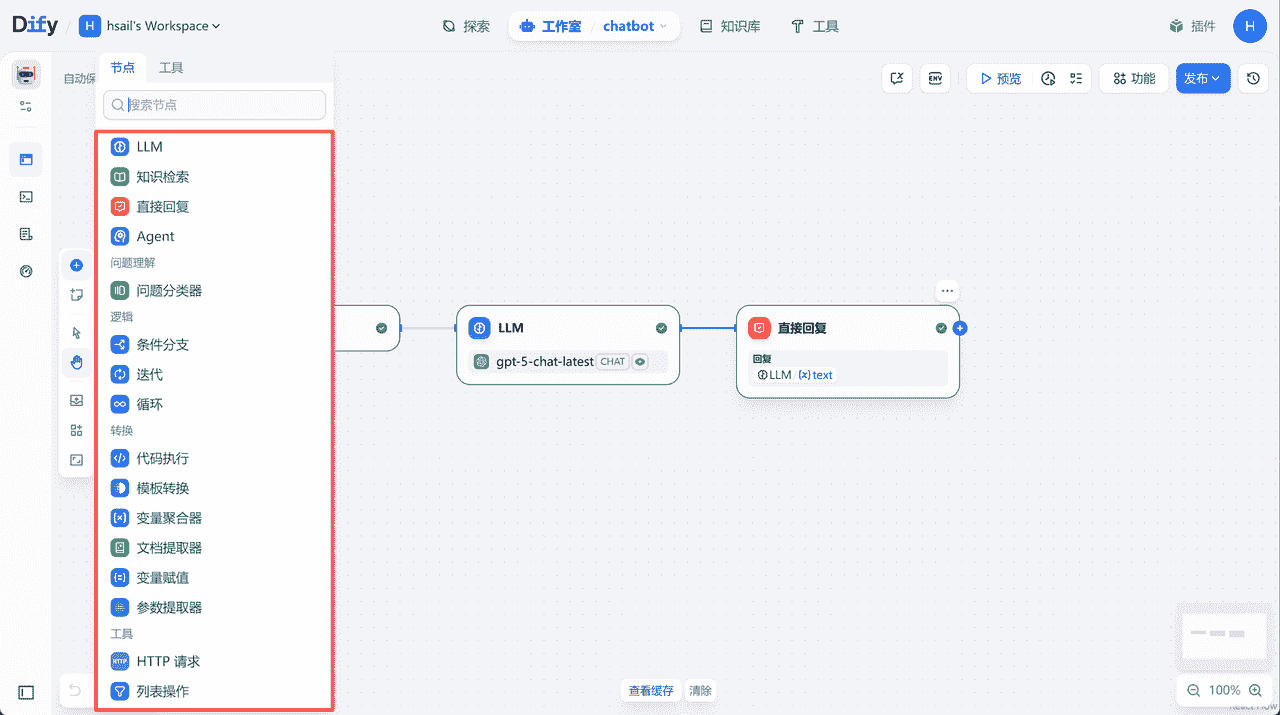 Dify / H hsail's Workspace
探索
工作室 / chatbot
知识库
工具
插件
H
自动保
节点 工具
搜索节点
ENV
预览
功能
发布
LLM
知识检索
直接回复
Agent
问题理解
问题分类器
逻辑
条件分支
迭代
循环
转换
代码执行
模板转换
变量聚合器
文档提取器
变量赋值
参数提取器
工具
HTTP HTTP 请求
列表操作
LLM
gpt-5-chat-latest CHAT
直接回复
回复
LLM / {x} text
查看缓存 清除
100%
React Flow